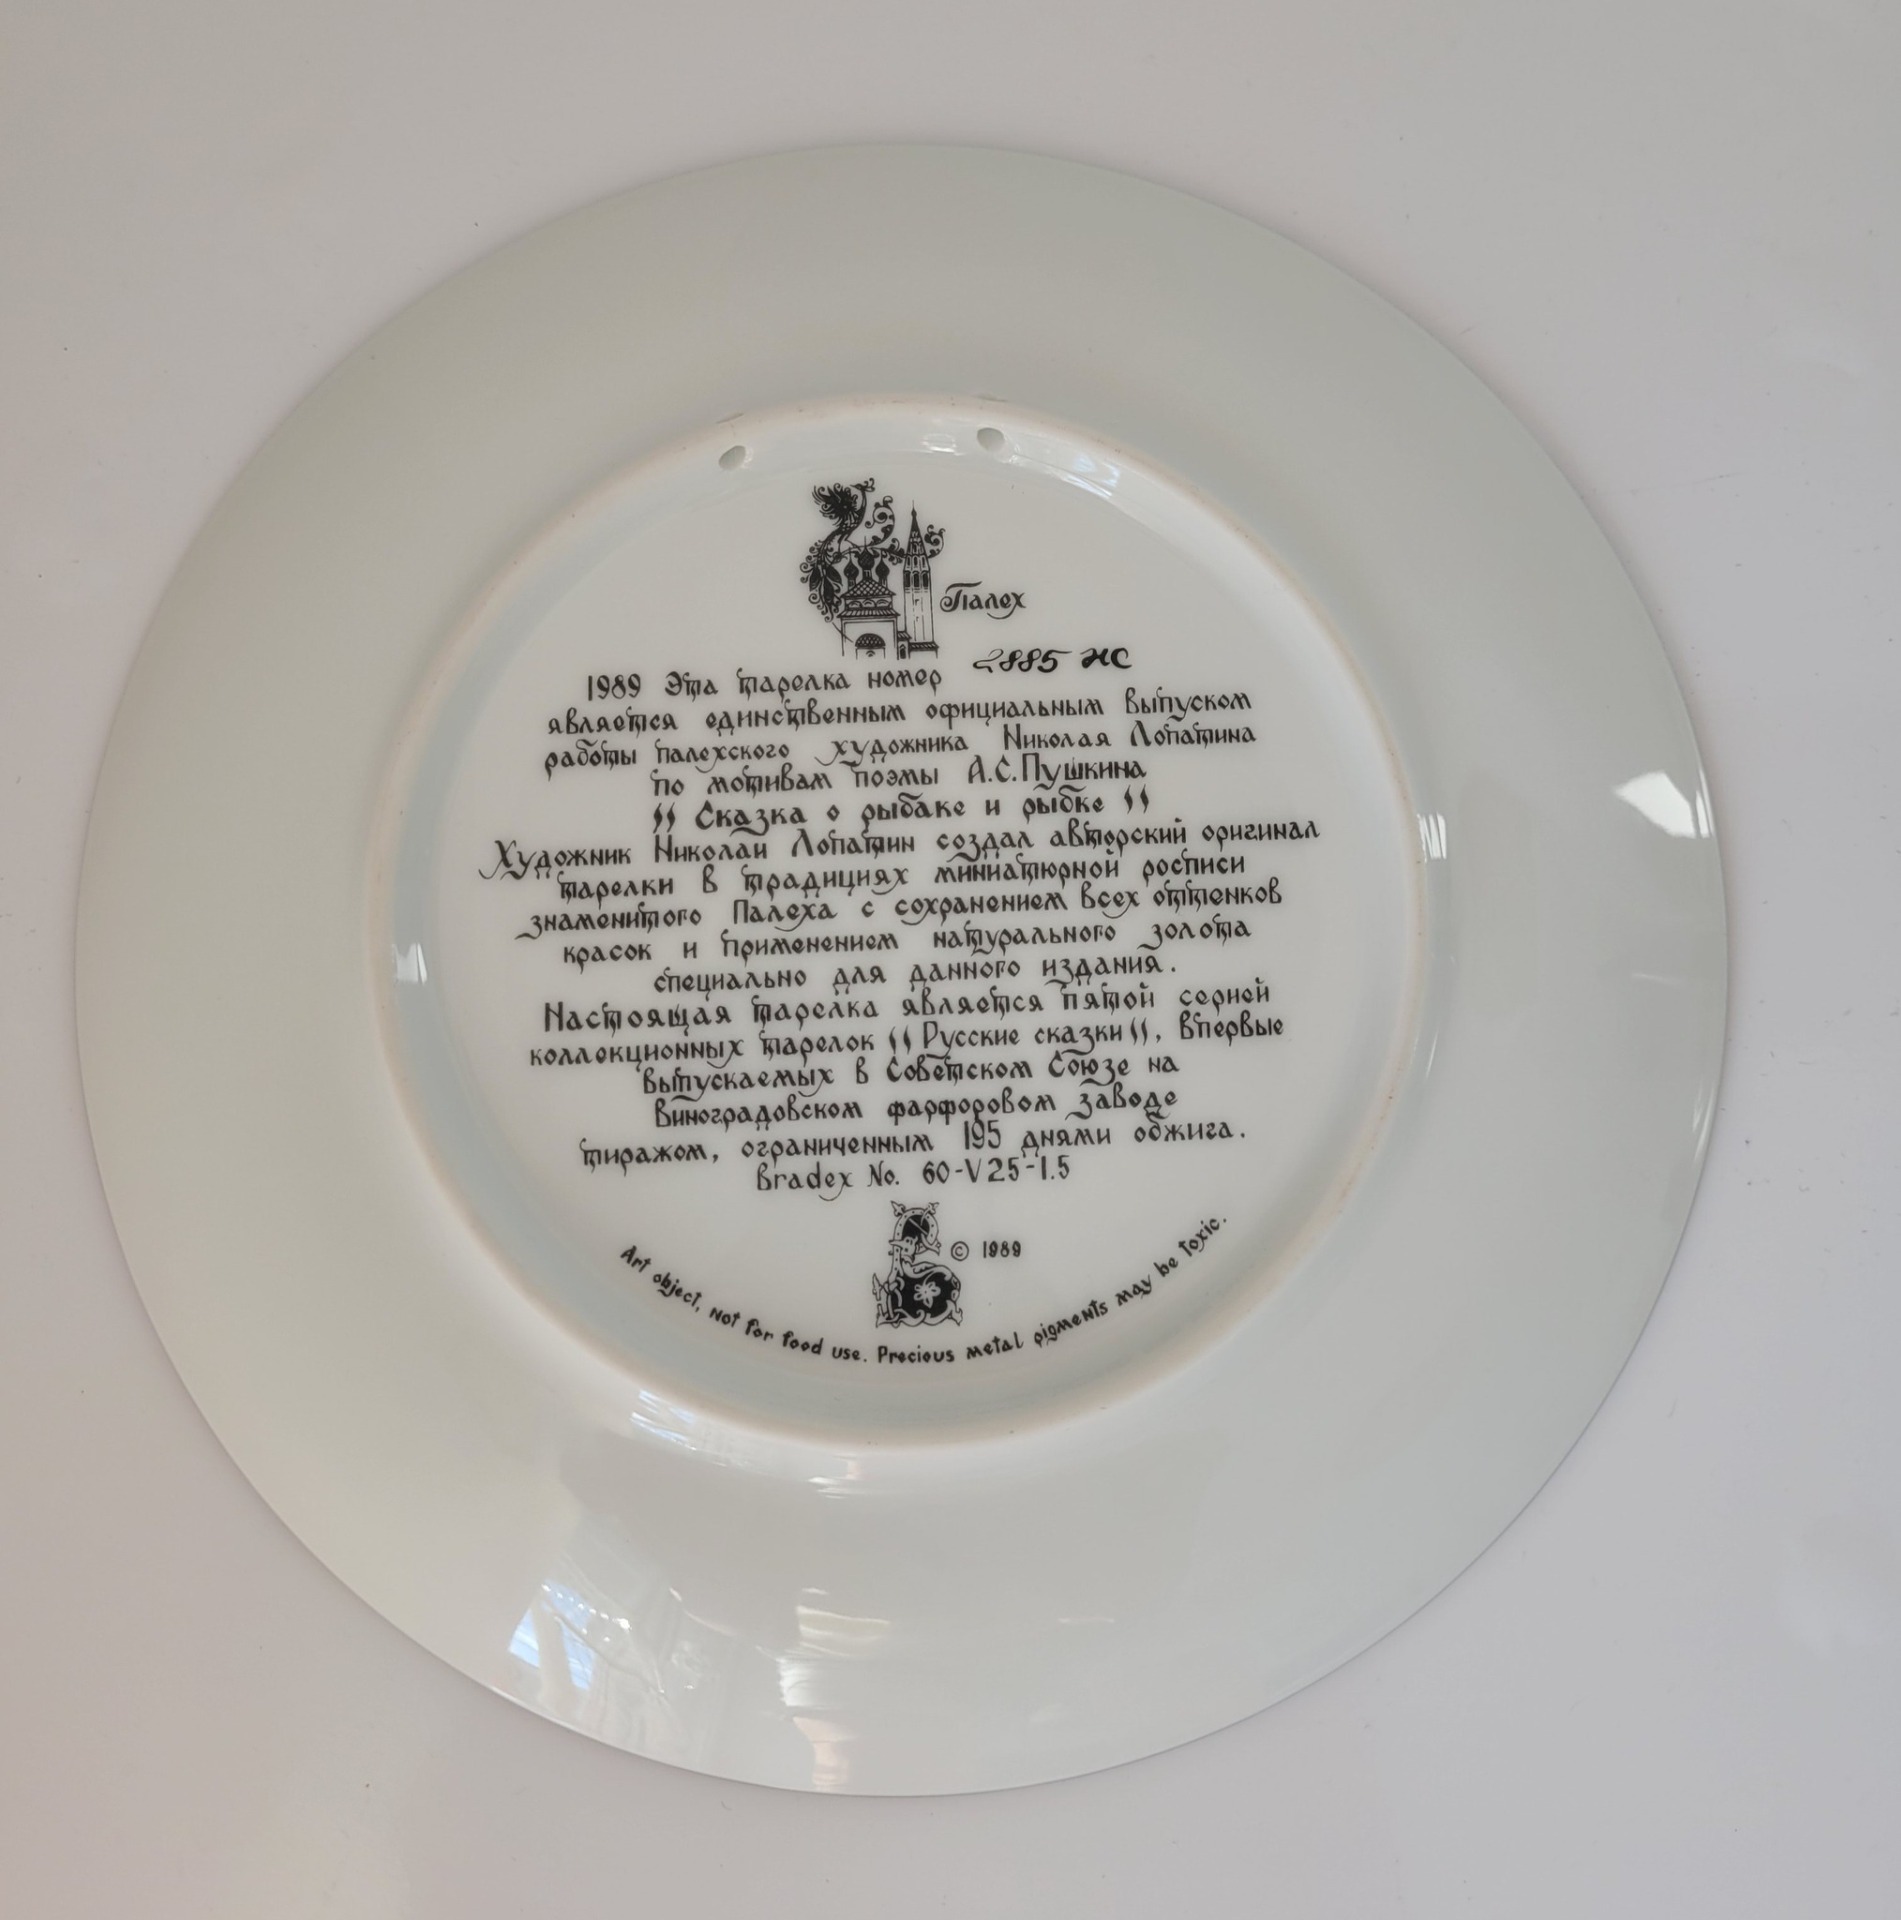 Палех
1989 Эта тарелка номер 2885 НС
является единственным официальным выпуском
работы палехского художника Николая Лопатина
по мотивам поэмы А.С.Пушкина
" Сказка о рыбаке и рыбке "
Художник Николаи Лопатин создал авторский оригинал
тарелки в традициях миниатюрной росписи
знаменитого Палеха с сохранением всех оттенков
красок и применением натурального золота
специально для данного издания.
Настоящая тарелка является пятой серией
коллекционных тарелок "Русские сказки", впервые
выпускаемых в Советском Союзе на
Виноградовском фарфоровом заводе
тиражом, ограниченным 195 днями обжига.
Bradex No. 60-V25-1.5
© 1989
Art object, not for food use. Precious metal pigments may be toxic.